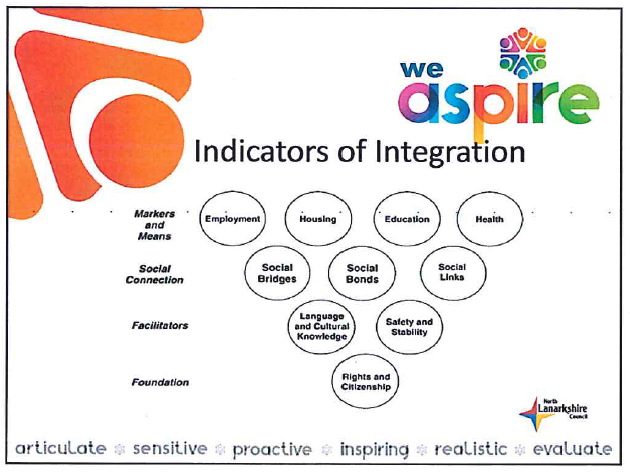 we
aspire
Indicators of Integration
Markers
and
Means
Employment
Housing
Education
Health
Social
Connection
Social
Bridges
Social
Bonds
Social
Links
Facilitators
Language
and Cultural
Knowledge
Safety and
Stability
Foundation
Rights and
Citizenship
North
Lanarkshire
Council
articulate sensitive proactive inspiring realistic evaluate